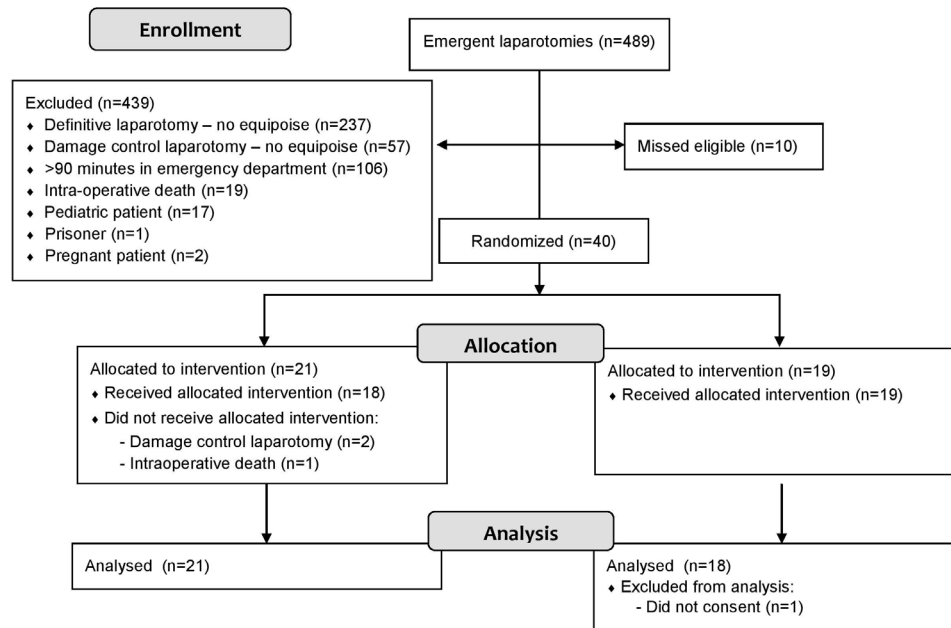 Enrollment
Emergent laparotomies (n=489)
Excluded (n=439)
♦ Definitive laparotomy – no equipoise (n=237)
♦ Damage control laparotomy – no equipoise (n=57)
♦ >90 minutes in emergency department (n=106)
♦ Intra-operative death (n=19)
♦ Pediatric patient (n=17)
♦ Prisoner (n=1)
♦ Pregnant patient (n=2)
Missed eligible (n=10)
Randomized (n=40)
Allocation
Allocated to intervention (n=21)
♦ Received allocated intervention (n=18)
♦ Did not receive allocated intervention:
- Damage control laparotomy (n=2)
- Intraoperative death (n=1)
Allocated to intervention (n=19)
♦ Received allocated intervention (n=19)
Analysis
Analysed (n=21)
Analysed (n=18)
♦ Excluded from analysis:
- Did not consent (n=1)